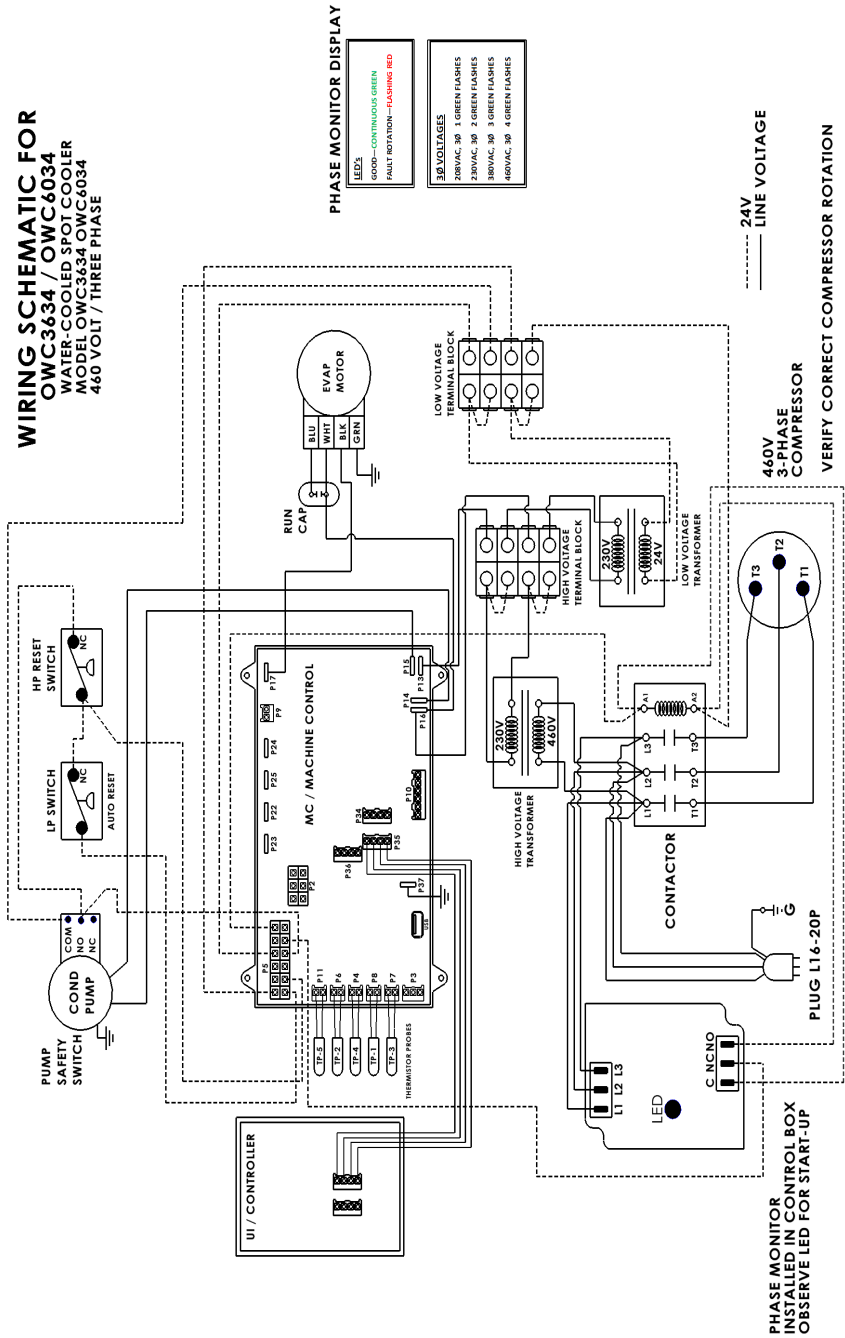 WIRING SCHEMATIC FOR
OWC3634 / OWC6034
WATER-COOLED SPOT COOLER
MODEL OWC3634 OWC6034
460 VOLT / THREE PHASE
PHASE MONITOR DISPLAY
LED's
GOOD—CONTINUOUS GREEN
FAULT ROTATION—FLASHING RED
3Ø VOLTAGES
208VAC, 3Ø 1 GREEN FLASHES
230VAC, 3Ø 2 GREEN FLASHES
380VAC, 3Ø 3 GREEN FLASHES
460VAC, 3Ø 4 GREEN FLASHES
24V
LINE VOLTAGE
VERIFY CORRECT COMPRESSOR ROTATION
460V
3-PHASE
COMPRESSOR
T3
T2
T1
EVAP
MOTOR
BLU
WHT
BLK
GRN
RUN
CAP
LOW VOLTAGE
TERMINAL BLOCK
HIGH VOLTAGE
TERMINAL BLOCK
230V
24V
LOW VOLTAGE
TRANSFORMER
HP RESET
SWITCH
NC
LP SWITCH
NC
AUTO RESET
COM
NO
NC
COND
PUMP
PUMP
SAFETY
SWITCH
MC / MACHINE CONTROL
P17
P9
P24
P25
P22
P23
P2
P5
P15
P13
P14
P16
P10
P34
P35
P36
P37
USB
P11
P6
P4
P8
P7
P3
TP-5
TP-2
TP-4
TP-1
TP-3
THERMISTOR PROBES
UI / CONTROLLER
230V
460V
HIGH VOLTAGE
TRANSFORMER
A1
A2
L3
T3
L2
T2
L1
T1
CONTACTOR
G
PLUG L16-20P
L1 L2 L3
LED
C NC NO
PHASE MONITOR
INSTALLED IN CONTROL BOX
OBSERVE LED FOR START-UP